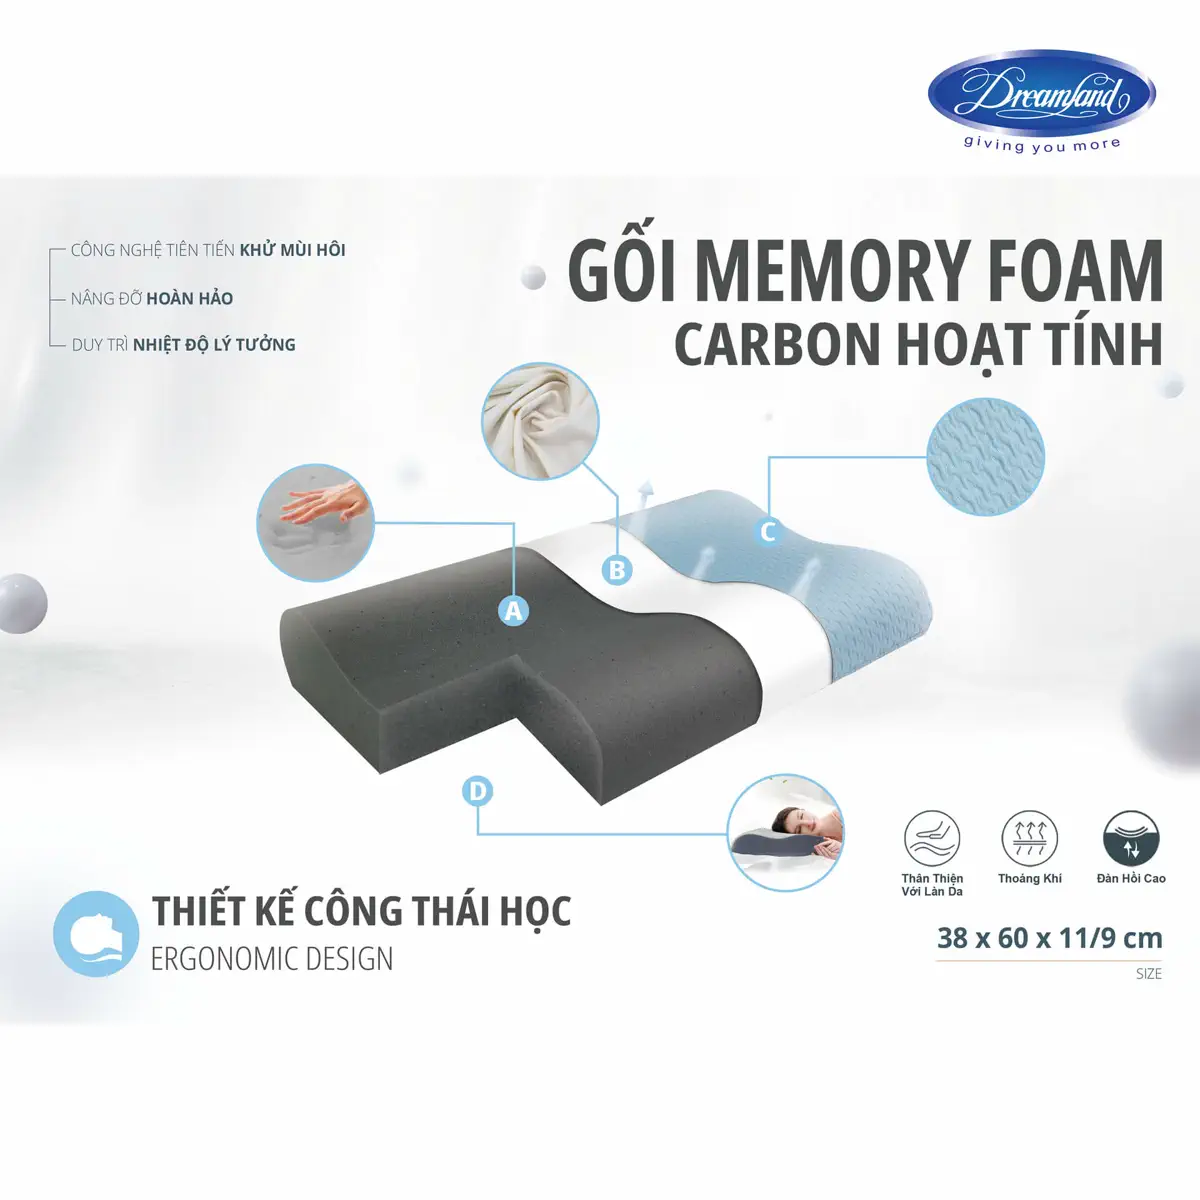 Dreamland
giving you more
CÔNG NGHỆ TIÊN TIẾN KHỬ MÙI HÔI
NÂNG ĐỠ HOÀN HẢO
DUY TRÌ NHIỆT ĐỘ LÝ TƯỞNG
GỐI MEMORY FOAM
CARBON HOẠT TÍNH
C
B
A
D
Thân Thiện
Với Làn Da
Thoáng Khí
Đàn Hồi Cao
THIẾT KẾ CÔNG THÁI HỌC
ERGONOMIC DESIGN
38 x 60 x 11/9 cm
SIZE